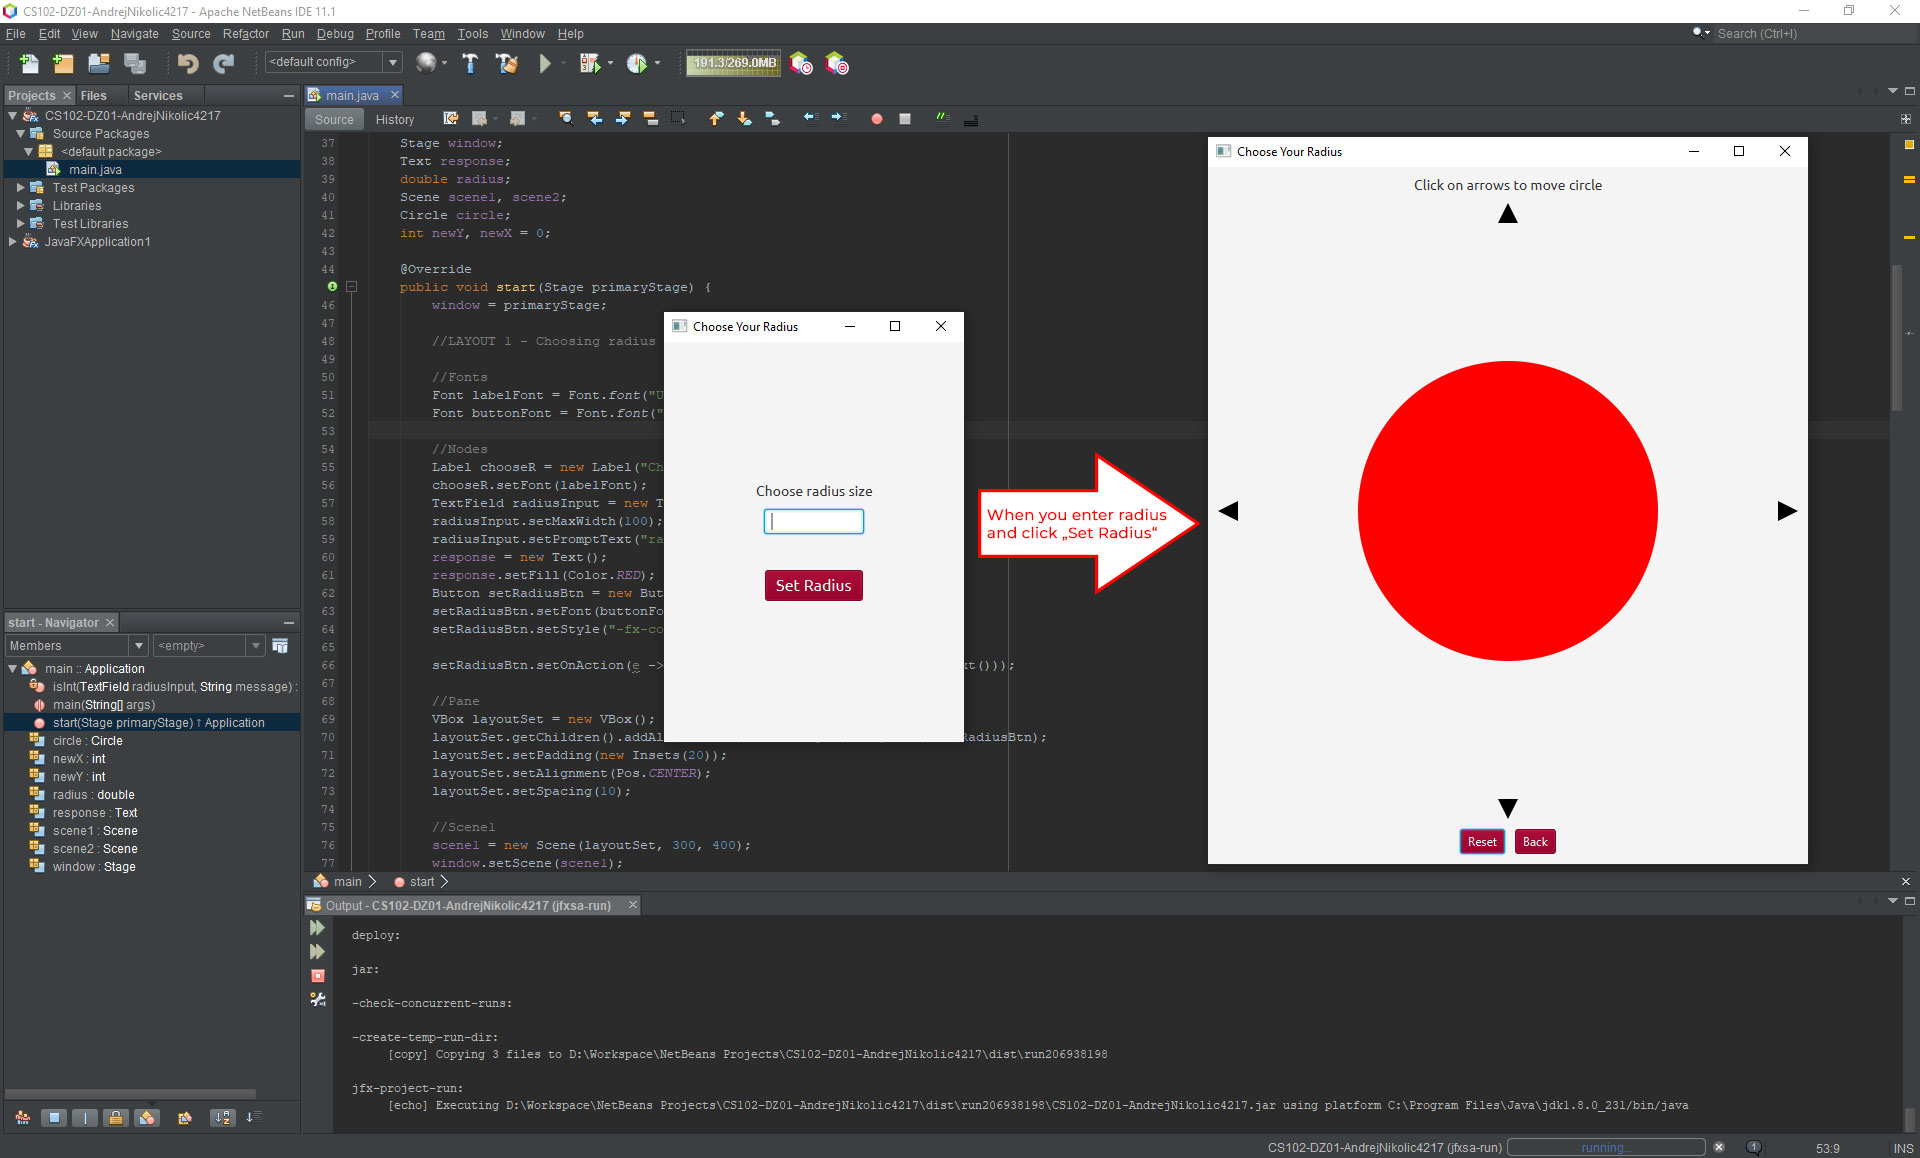 CS102-DZ01-AndrejNikolic4217 - Apache NetBeans IDE 11.1
File Edit View Navigate Source Refactor Run Debug Profile Team Tools Window Help
Search (Ctrl+I)
<default config>
191.3/269.0MB
Projects Files Services
CS102-DZ01-AndrejNikolic4217
Source Packages
<default package>
main.java
Test Packages
Libraries
Test Libraries
JavaFXApplication1
main.java
Source History
37 Stage window;
38 Text response;
39 double radius;
40 Scene scene1, scene2;
41 Circle circle;
42 int newY, newX = 0;
43
44 @Override
public void start(Stage primaryStage) {
46 window = primaryStage;
47
48 //LAYOUT 1 - Choosing radius
49
50 //Fonts
51 Font labelFont = Font.font("U
52 Font buttonFont = Font.font("
53
54 //Nodes
55 Label chooseR = new Label("Ch
56 chooseR.setFont(labelFont);
57 TextField radiusInput = new T
58 radiusInput.setMaxWidth(100);
59 radiusInput.setPromptText("ra
60 response = new Text();
61 response.setFill(Color.RED);
62 Button setRadiusBtn = new But
63 setRadiusBtn.setFont(buttonFo
64 setRadiusBtn.setStyle("-fx-co
65
66 setRadiusBtn.setOnAction(e -> t()));
67
68 //Pane
69 VBox layoutSet = new VBox();
70 layoutSet.getChildren().addAl RadiusBtn);
71 layoutSet.setPadding(new Insets(20));
72 layoutSet.setAlignment(Pos.CENTER);
73 layoutSet.setSpacing(10);
74
75 //Scene1
76 scene1 = new Scene(layoutSet, 300, 400);
77 window.setScene(scene1);
main start
Choose Your Radius
Choose radius size
Set Radius
When you enter radius
and click „Set Radius“
Choose Your Radius
Click on arrows to move circle
Reset Back
start - Navigator
Members <empty>
main :: Application
isInt(TextField radiusInput, String message) :
main(String[] args)
start(Stage primaryStage) ↑ Application
circle : Circle
newX : int
newY : int
radius : double
response : Text
scene1 : Scene
scene2 : Scene
window : Stage
Output - CS102-DZ01-AndrejNikolic4217 (jfxsa-run)
deploy:
jar:
-check-concurrent-runs:
-create-temp-run-dir:
[copy] Copying 3 files to D:\Workspace\NetBeans Projects\CS102-DZ01-AndrejNikolic4217\dist\run206938198
jfx-project-run:
[echo] Executing D:\Workspace\NetBeans Projects\CS102-DZ01-AndrejNikolic4217\dist\run206938198\CS102-DZ01-AndrejNikolic4217.jar using platform C:\Program Files\Java\jdk1.8.0_231/bin/java
CS102-DZ01-AndrejNikolic4217 (jfxsa-run) running... 1 53:9 INS